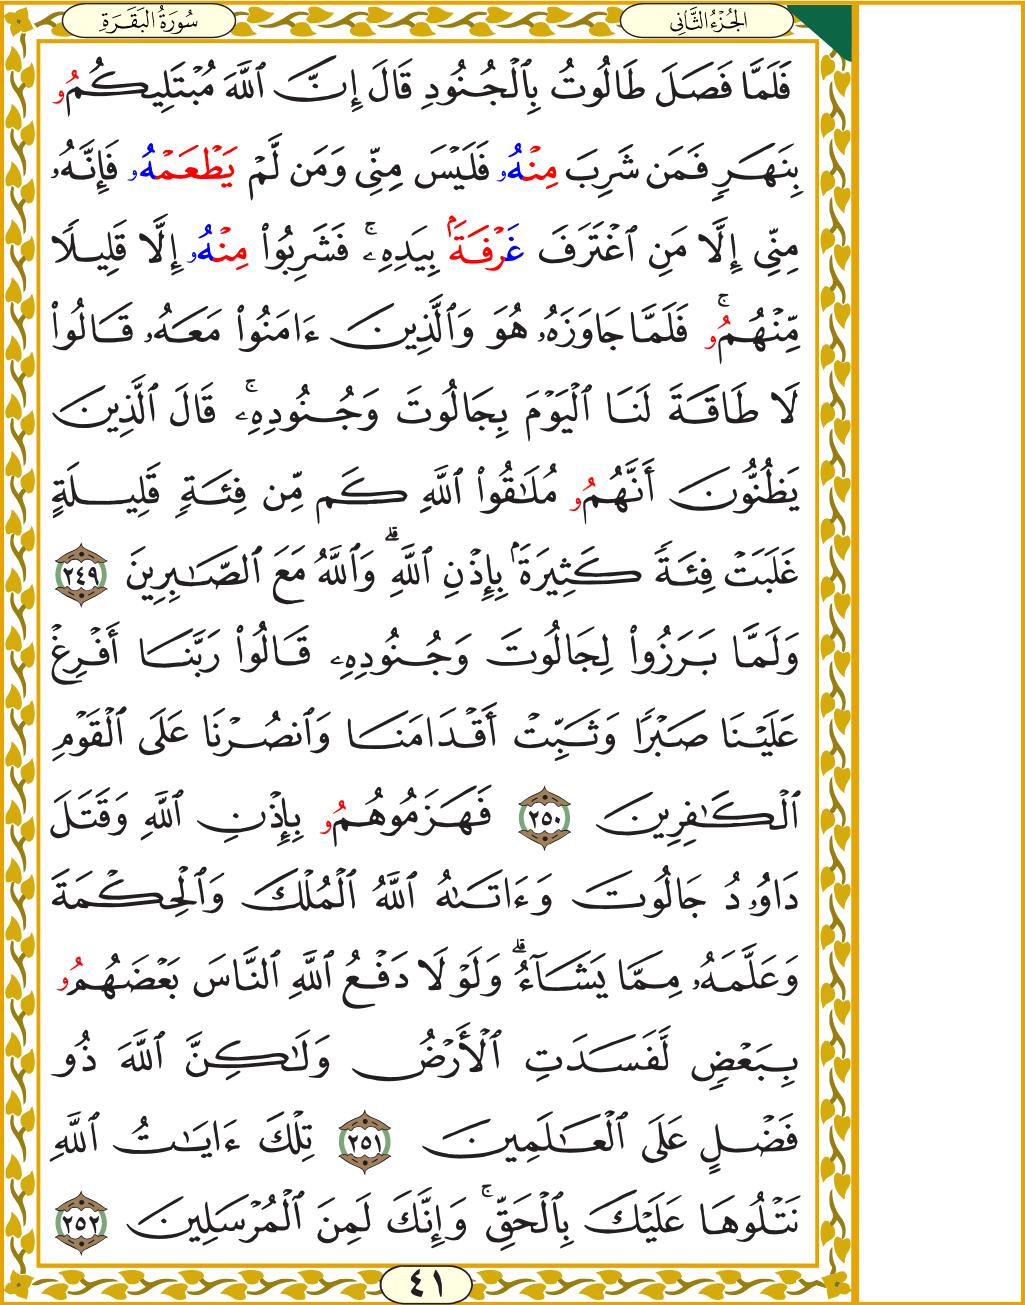 الجُزْءُ الثَّانِي
سُورَةُ البَقَرَةِ
فَلَمَّا فَصَلَ طَالُوتُ بِٱلْجُنُودِ قَالَ إِنَّ ٱللَّهَ مُبْتَلِيكُمُۥ
بِنَهَرٍ فَمَن شَرِبَ مِنْهُۥ فَلَيْسَ مِنِّي وَمَن لَّمْ يَطْعَمْهُۥ فَإِنَّهُۥ
مِنِّي إِلَّا مَنِ ٱغْتَرَفَ غَرْفَةَۢ بِيَدِهِۦۚ فَشَرِبُوا۟ مِنْهُۥ إِلَّا قَلِيلًا
مِّنْهُمُۥۚ فَلَمَّا جَاوَزَهُۥ هُوَ وَٱلَّذِينَ ءَامَنُوا۟ مَعَهُۥ قَالُوا۟
لَا طَاقَةَ لَنَا ٱلْيَوْمَ بِجَالُوتَ وَجُنُودِهِۦۚ قَالَ ٱلَّذِينَ
يَظُنُّونَ أَنَّهُمُۥ مُلَٰقُوا۟ ٱللَّهِ كَم مِّن فِئَةٍ قَلِيلَةٍ
غَلَبَتْ فِئَةً كَثِيرَةَۢ بِإِذْنِ ٱللَّهِۗ وَٱللَّهُ مَعَ ٱلصَّٰبِرِينَ ٢٤٩
وَلَمَّا بَرَزُوا۟ لِجَالُوتَ وَجُنُودِهِۦ قَالُوا۟ رَبَّنَا أَفْرِغْ
عَلَيْنَا صَبْرًا وَثَبِّتْ أَقْدَامَنَا وَٱنصُرْنَا عَلَى ٱلْقَوْمِ
ٱلْكَٰفِرِينَ ٢٥٠ فَهَزَمُوهُمُۥ بِإِذْنِ ٱللَّهِ وَقَتَلَ
دَاوُۥدُ جَالُوتَ وَءَاتَىٰهُ ٱللَّهُ ٱلْمُلْكَ وَٱلْحِكْمَةَ
وَعَلَّمَهُۥ مِمَّا يَشَآءُۗ وَلَوْلَا دَفْعُ ٱللَّهِ ٱلنَّاسَ بَعْضَهُمُۥ
بِبَعْضٍ لَّفَسَدَتِ ٱلْأَرْضُ وَلَٰكِنَّ ٱللَّهَ ذُو
فَضْلٍ عَلَى ٱلْعَٰلَمِينَ ٢٥١ تِلْكَ ءَايَٰتُ ٱللَّهِ
نَتْلُوهَا عَلَيْكَ بِٱلْحَقِّۚ وَإِنَّكَ لَمِنَ ٱلْمُرْسَلِينَ ٢٥٢
٤١